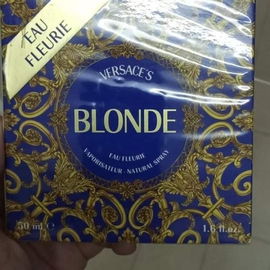 EAU
FLEURIE
VERSACE'S
BLONDE
EAU FLEURIE
VAPORISATEUR - NATURAL SPRAY
50 ml ℮
1.6 fl. oz.